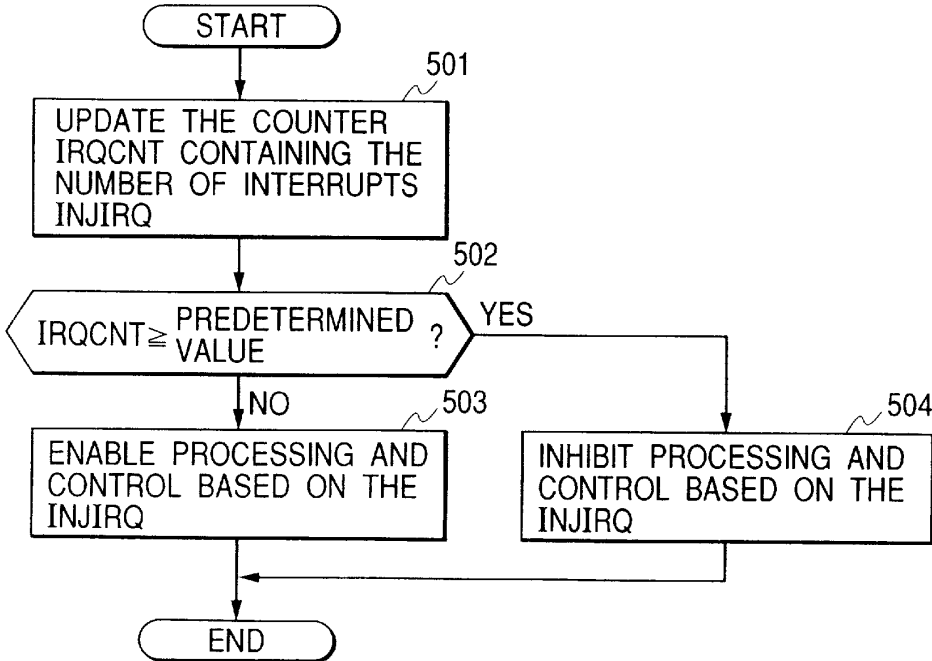 START
501
UPDATE THE COUNTER
IRQCNT CONTAINING THE
NUMBER OF INTERRUPTS
INJIRQ
502
IRQCNT ≧ PREDETERMINED
VALUE ?
YES
NO
503
ENABLE PROCESSING AND
CONTROL BASED ON THE
INJIRQ
504
INHIBIT PROCESSING AND
CONTROL BASED ON THE
INJIRQ
END